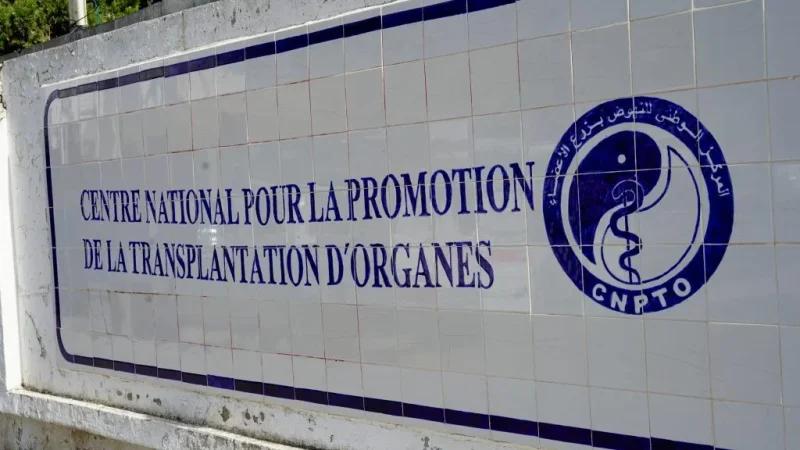 CENTRE NATIONAL POUR LA PROMOTION
DE LA TRANSPLANTATION D'ORGANES
المركز الوطني للنهوض بزرع الأعضاء
CNPTO